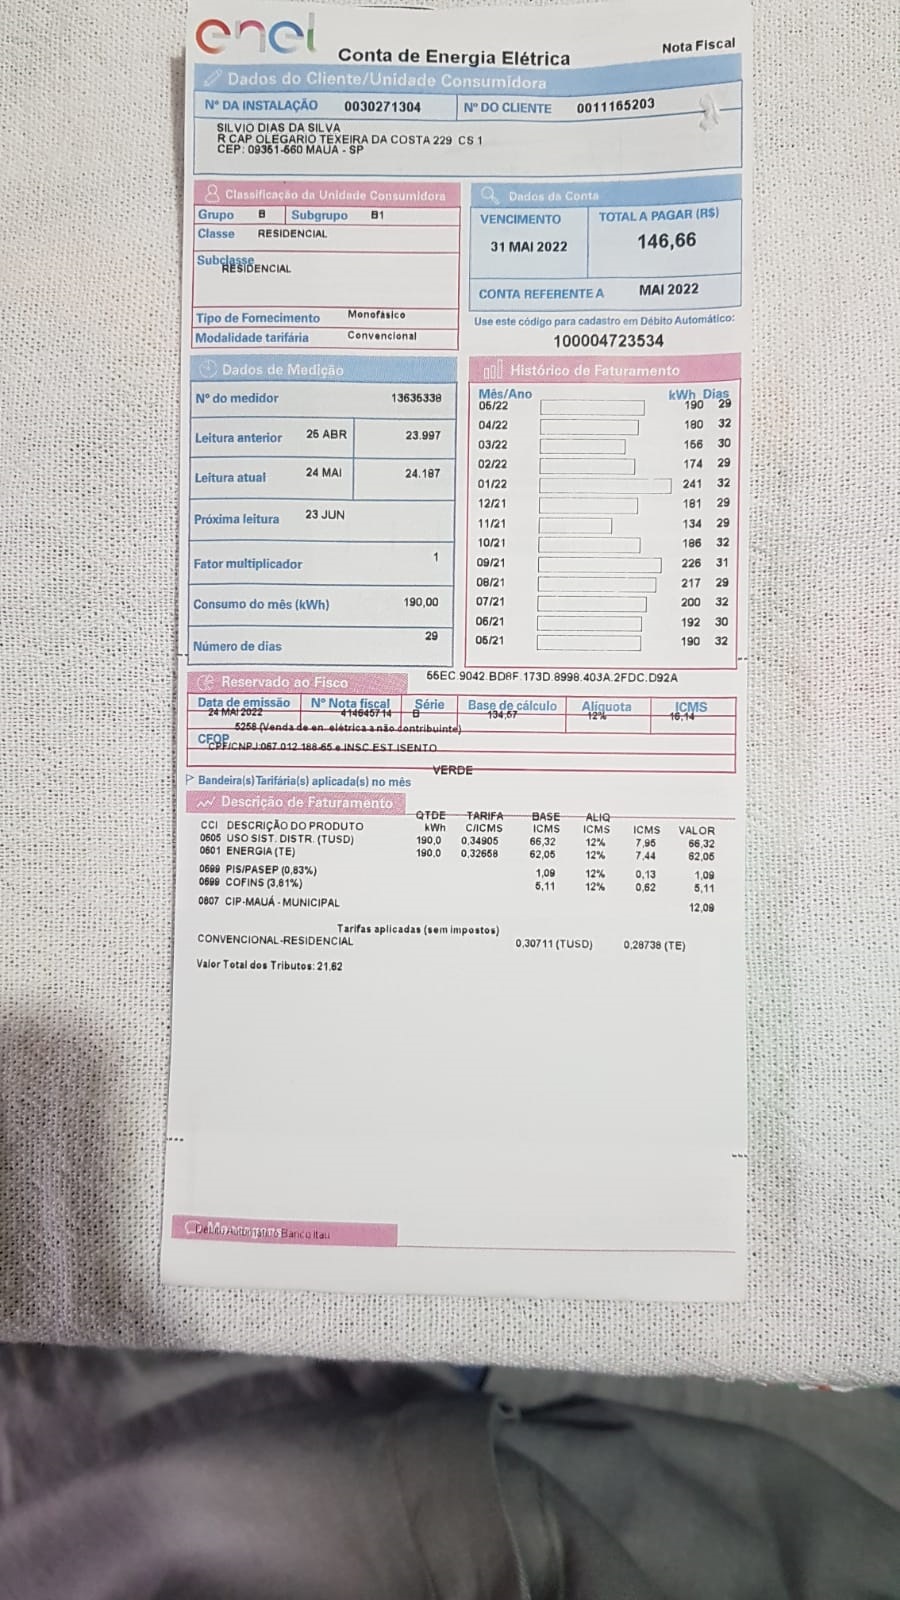 enel
Conta de Energia Elétrica
Nota Fiscal
Dados do Cliente/Unidade Consumidora
Nº DA INSTALAÇÃO 0030271304 Nº DO CLIENTE 0011165203
SILVIO DIAS DA SILVA
R CAP OLEGARIO TEXEIRA DA COSTA 229 CS 1
CEP: 09351-560 MAUA - SP
Classificação da Unidade Consumidora
Grupo B Subgrupo B1
Classe RESIDENCIAL
Subclasse
RESIDENCIAL
Tipo de Fornecimento Monofásico
Modalidade tarifária Convencional
Dados da Conta
VENCIMENTO TOTAL A PAGAR (R$)
31 MAI 2022 146,66
CONTA REFERENTE A MAI 2022
Use este código para cadastro em Débito Automático:
100004723534
Dados de Medição
Nº do medidor 13635338
Leitura anterior 25 ABR 23.997
Leitura atual 24 MAI 24.187
Próxima leitura 23 JUN
Fator multiplicador 1
Consumo do mês (kWh) 190,00
Número de dias 29
Histórico de Faturamento
Mês/Ano kWh Dias
05/22 190 29
04/22 180 32
03/22 156 30
02/22 174 29
01/22 241 32
12/21 181 29
11/21 134 29
10/21 186 32
09/21 226 31
08/21 217 29
07/21 200 32
06/21 192 30
05/21 190 32
55EC.9042.BD8F.173D.8998.403A.2FDC.D92A
Reservado ao Fisco
Data de emissão Nº Nota fiscal Série Base de cálculo Alíquota ICMS
24 MAI 2022 414645714 B 134,57 12% 16,14
5258 (Venda de en. elétrica a não contribuinte)
CFOP
CPF/CNPJ:067.012.188-65 e INSC.EST.ISENTO
VERDE
Bandeira(s) Tarifária(s) aplicada(s) no mês
Descrição de Faturamento
QTDE TARIFA BASE ALIQ
CCI DESCRIÇÃO DO PRODUTO kWh C/ICMS ICMS ICMS ICMS VALOR
0605 USO SIST. DISTR. (TUSD) 190,0 0,34905 66,32 12% 7,95 66,32
0601 ENERGIA (TE) 190,0 0,32658 62,05 12% 7,44 62,05
0699 PIS/PASEP (0,83%) 1,09 12% 0,13 1,09
0699 COFINS (3,81%) 5,11 12% 0,62 5,11
0807 CIP-MAUÁ - MUNICIPAL 12,09
Tarifas aplicadas (sem impostos)
CONVENCIONAL-RESIDENCIAL 0,30711 (TUSD) 0,28738 (TE)
Valor Total dos Tributos: 21,62
Mensagens
Debito Automatico Banco Itau